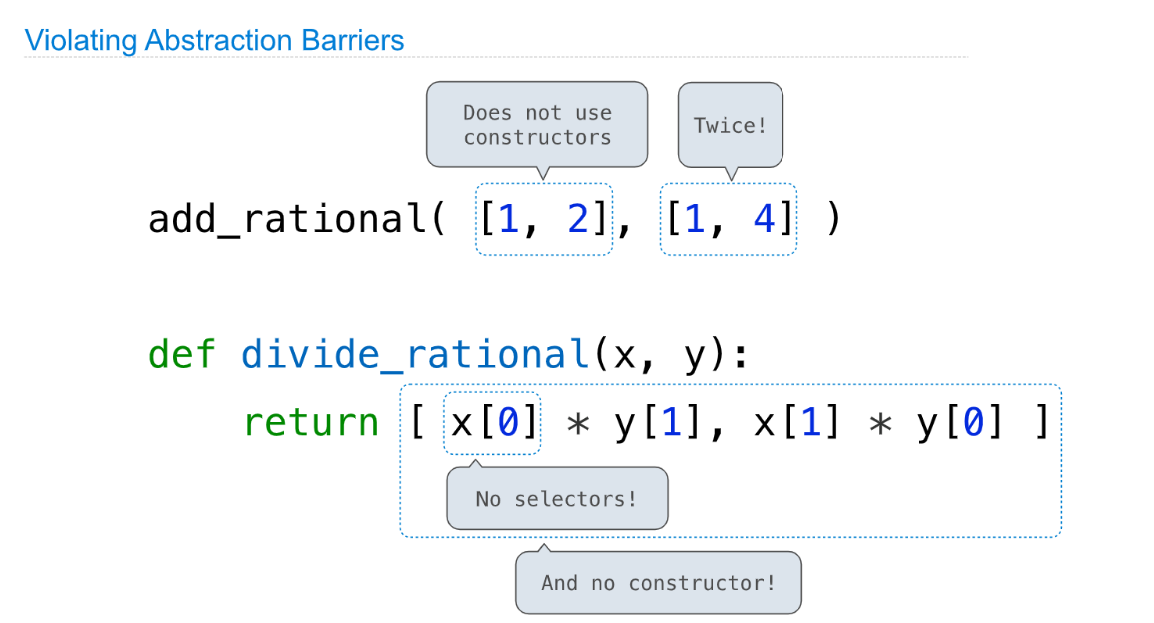 Violating Abstraction Barriers
Does not use
constructors
Twice!
add_rational( [1, 2], [1, 4] )
def divide_rational(x, y):
return [ x[0] * y[1], x[1] * y[0] ]
No selectors!
And no constructor!